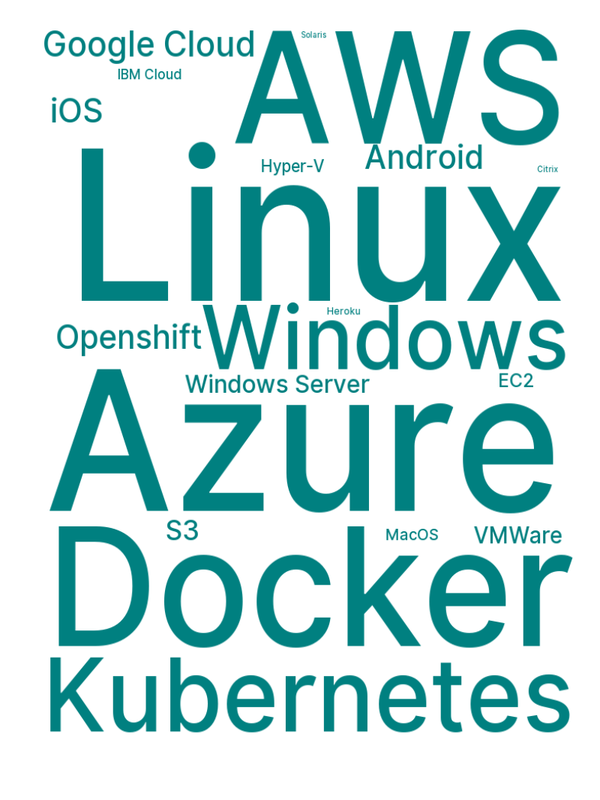 Google Cloud
Solaris
AWS
IBM Cloud
iOS
Android
Hyper-V
Citrix
Linux
Heroku
Openshift
Windows
Windows Server
EC2
Azure
S3
MacOS
VMWare
Docker
Kubernetes